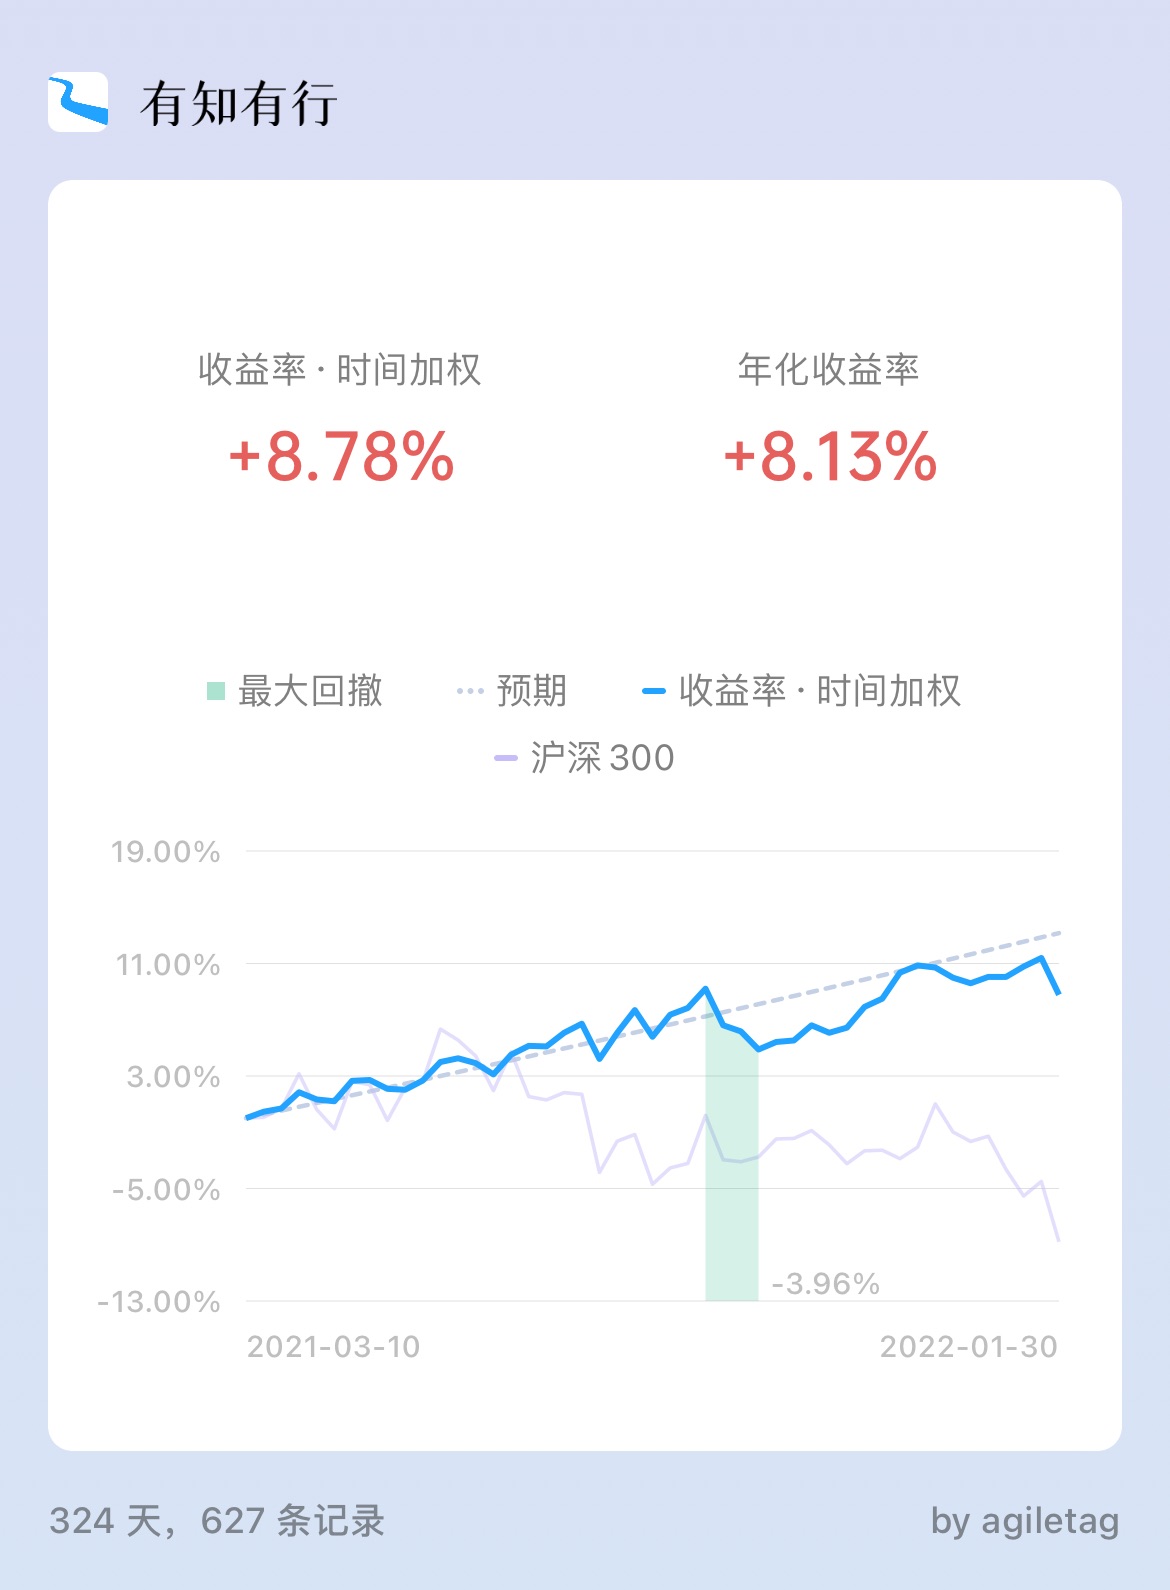 有知有行
收益率·时间加权 年化收益率
+8.78% +8.13%
最大回撤 预期 收益率·时间加权
沪深300
19.00%
11.00%
3.00%
-5.00%
-3.96%
-13.00%
2021-03-10 2022-01-30
324 天，627 条记录 by agiletag